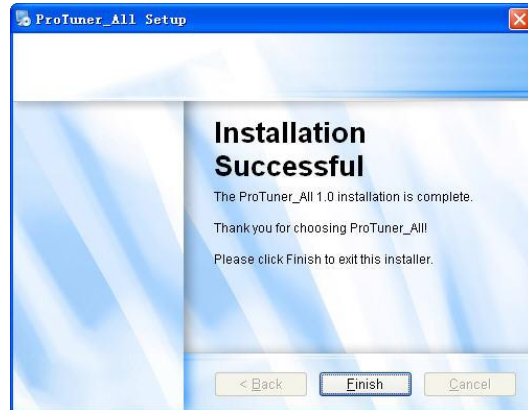 ProTuner_All Setup
Installation
Successful
The ProTuner_All 1.0 installation is complete.
Thank you for choosing ProTuner_All!
Please click Finish to exit this installer.
< Back Finish Cancel